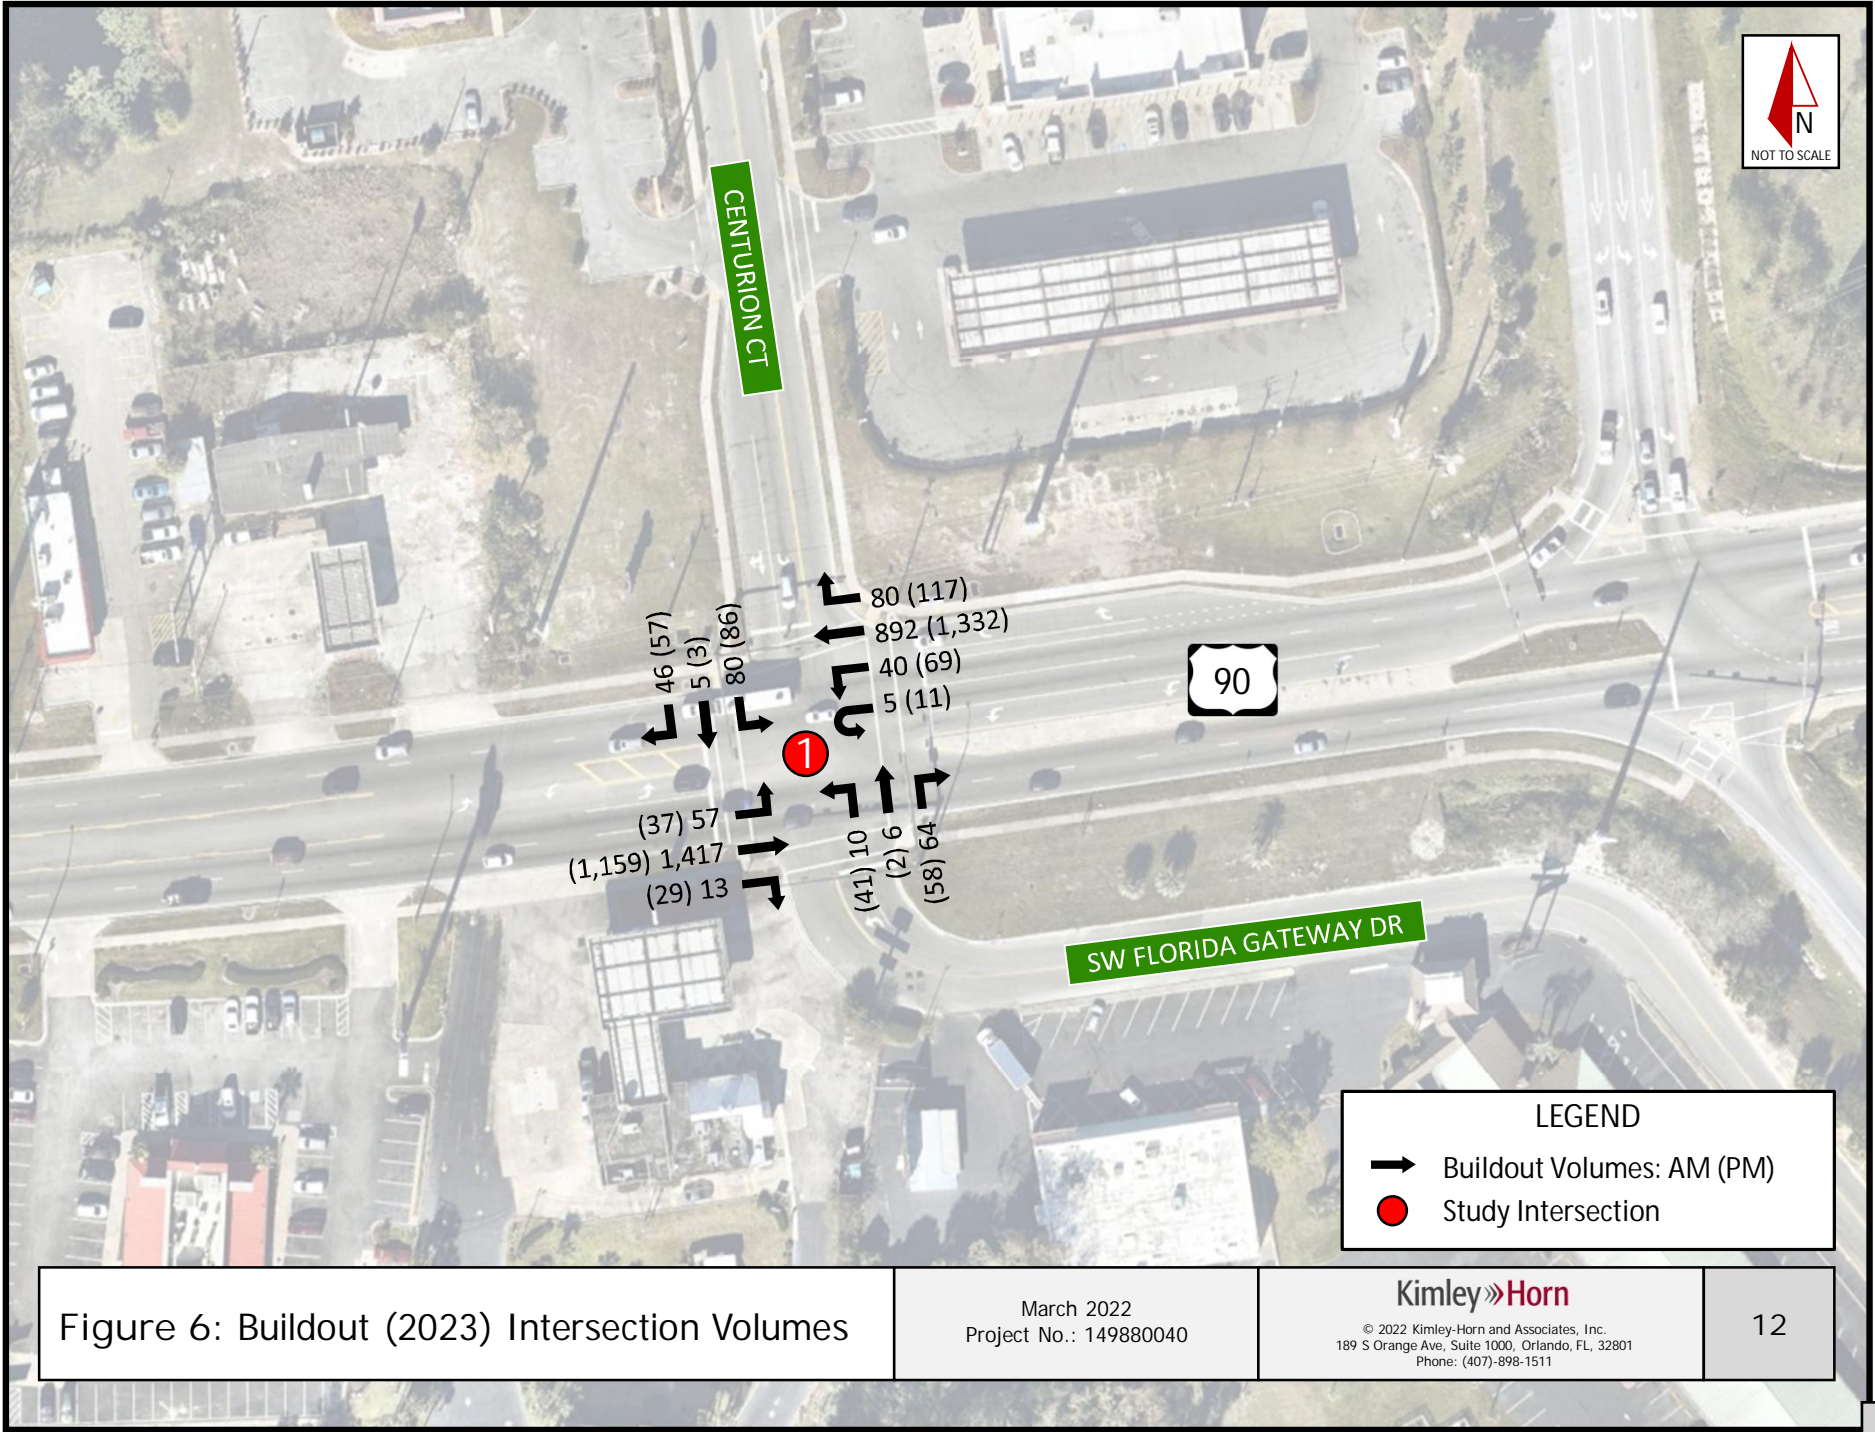 N
NOT TO SCALE
CENTURION CT
80 (117)
892 (1,332)
40 (69)
5 (11)
46 (57)
5 (3)
80 (86)
90
1
(37) 57
(1,159) 1,417
(29) 13
(41) 10
(2) 6
(58) 64
SW FLORIDA GATEWAY DR
LEGEND
Buildout Volumes: AM (PM)
Study Intersection
Figure 6: Buildout (2023) Intersection Volumes
March 2022
Project No.: 149880040
Kimley»Horn
© 2022 Kimley-Horn and Associates, Inc.
189 S Orange Ave, Suite 1000, Orlando, FL, 32801
Phone: (407)-898-1511
12